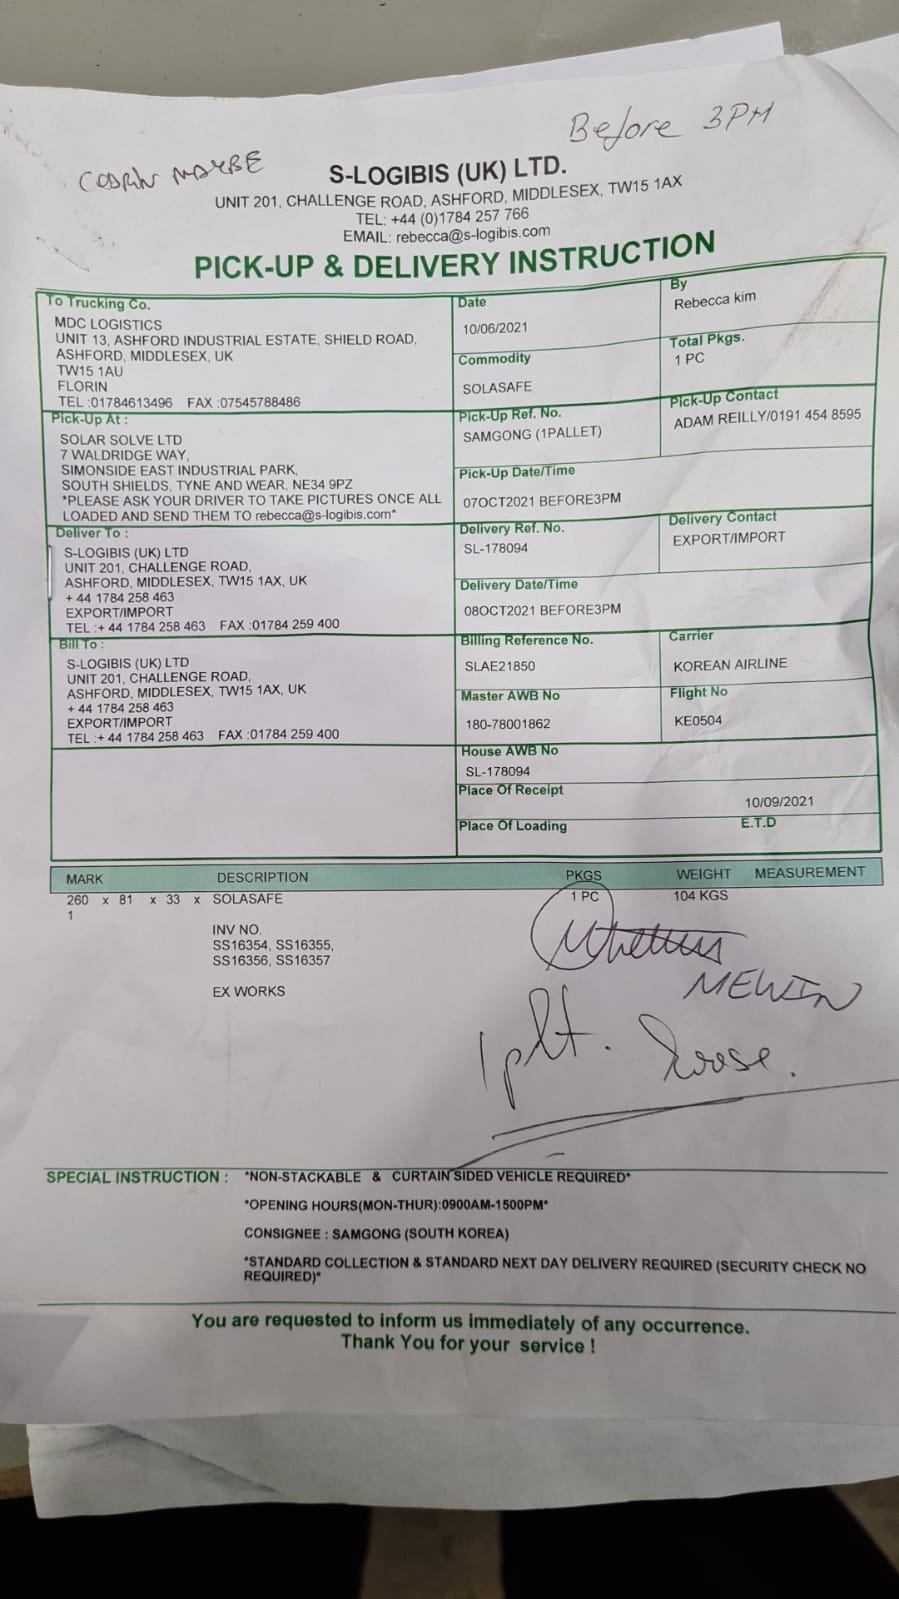 Before 3PM
MAYBE
S-LOGIBIS (UK) LTD.
UNIT 201, CHALLENGE ROAD, ASHFORD, MIDDLESEX, TW15 1AX
TEL: +44 (0)1784 257 766
EMAIL: rebecca@s-logibis.com
PICK-UP & DELIVERY INSTRUCTION
To Trucking Co.
MDC LOGISTICS
UNIT 13, ASHFORD INDUSTRIAL ESTATE, SHIELD ROAD,
ASHFORD, MIDDLESEX, UK
TW15 1AU
FLORIN
TEL :01784613496 FAX :07545788486
Date
10/06/2021
By
Rebecca kim
Commodity
SOLASAFE
Total Pkgs.
1 PC
Pick-Up At :
SOLAR SOLVE LTD
7 WALDRIDGE WAY,
SIMONSIDE EAST INDUSTRIAL PARK,
SOUTH SHIELDS, TYNE AND WEAR, NE34 9PZ
*PLEASE ASK YOUR DRIVER TO TAKE PICTURES ONCE ALL
LOADED AND SEND THEM TO rebecca@s-logibis.com*
Pick-Up Ref. No.
SAMGONG (1PALLET)
Pick-Up Contact
ADAM REILLY/0191 454 8595
Pick-Up Date/Time
07OCT2021 BEFORE3PM
Deliver To :
S-LOGIBIS (UK) LTD
UNIT 201, CHALLENGE ROAD,
ASHFORD, MIDDLESEX, TW15 1AX, UK
+ 44 1784 258 463
EXPORT/IMPORT
TEL :+ 44 1784 258 463 FAX :01784 259 400
Delivery Ref. No.
SL-178094
Delivery Contact
EXPORT/IMPORT
Delivery Date/Time
08OCT2021 BEFORE3PM
Bill To :
S-LOGIBIS (UK) LTD
UNIT 201, CHALLENGE ROAD,
ASHFORD, MIDDLESEX, TW15 1AX, UK
+ 44 1784 258 463
EXPORT/IMPORT
TEL :+ 44 1784 258 463 FAX :01784 259 400
Billing Reference No.
SLAE21850
Carrier
KOREAN AIRLINE
Master AWB No
180-78001862
Flight No
KE0504
House AWB No
SL-178094
Place Of Receipt
10/09/2021
Place Of Loading E.T.D
MARK DESCRIPTION PKGS WEIGHT MEASUREMENT
260 x 81 x 33 x SOLASAFE 1 PC 104 KGS
1
INV NO.
SS16354, SS16355,
SS16356, SS16357
EX WORKS
1 plt. loose.
SPECIAL INSTRUCTION : *NON-STACKABLE & CURTAIN SIDED VEHICLE REQUIRED*
*OPENING HOURS(MON-THUR):0900AM-1500PM*
CONSIGNEE : SAMGONG (SOUTH KOREA)
*STANDARD COLLECTION & STANDARD NEXT DAY DELIVERY REQUIRED (SECURITY CHECK NO
REQUIRED)*
You are requested to inform us immediately of any occurrence.
Thank You for your service !